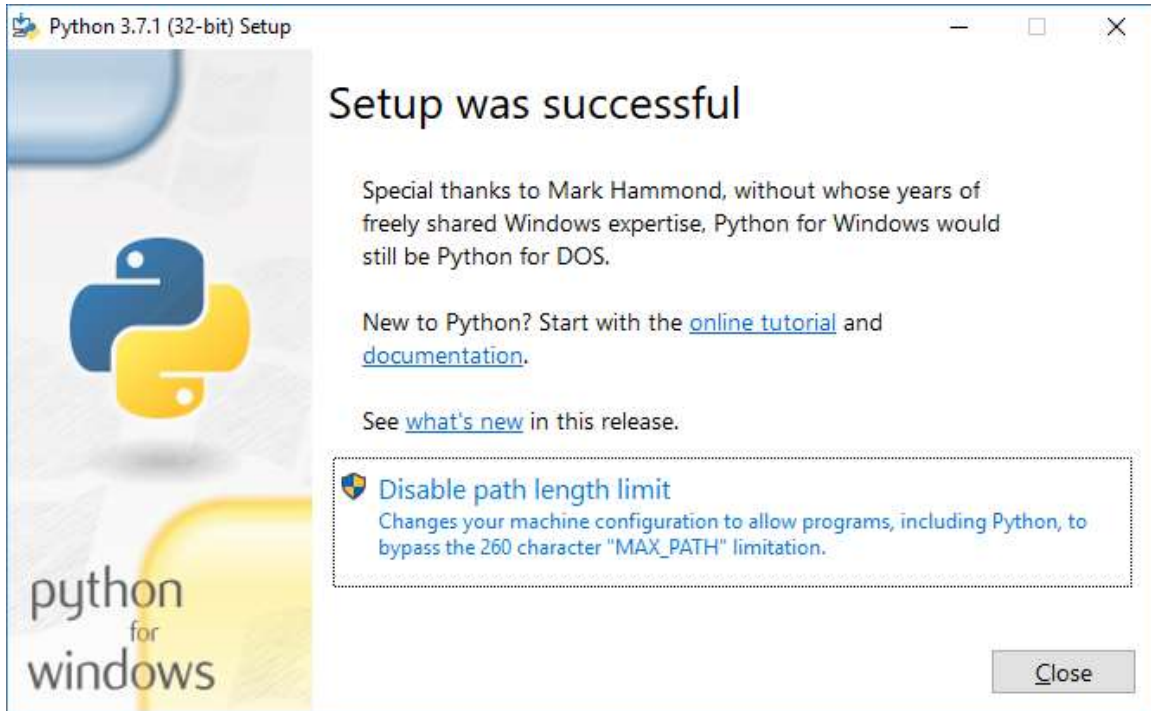 Python 3.7.1 (32-bit) Setup
Setup was successful
Special thanks to Mark Hammond, without whose years of
freely shared Windows expertise, Python for Windows would
still be Python for DOS.
New to Python? Start with the online tutorial and
documentation.
See what's new in this release.
Disable path length limit
Changes your machine configuration to allow programs, including Python, to
bypass the 260 character "MAX_PATH" limitation.
python
for
windows
Close